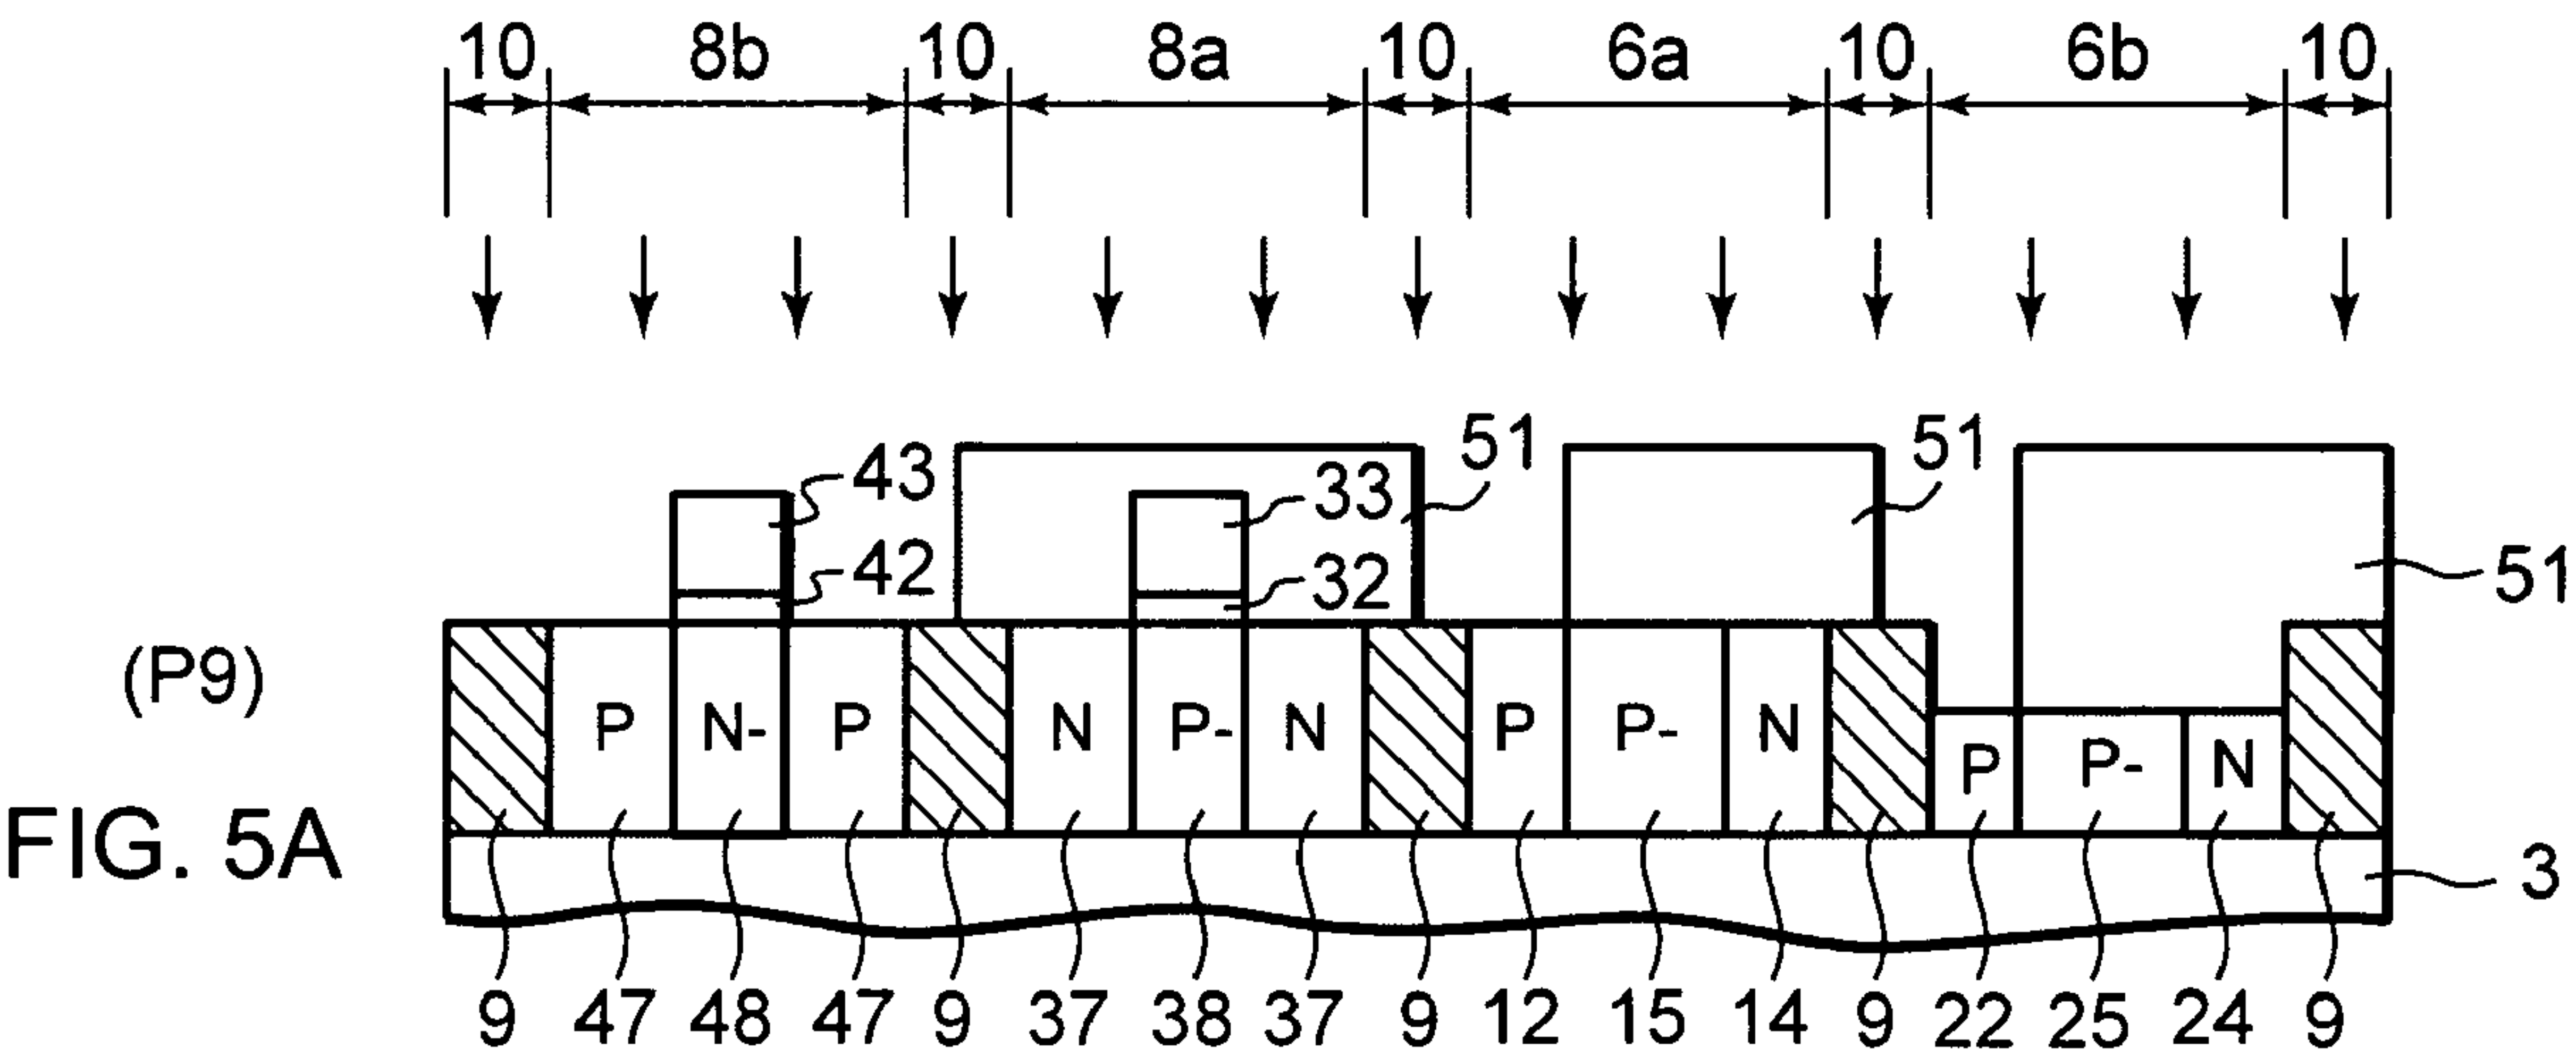 10 8b 10 8a 10 6a 10 6b 10
43 33 51 51
42 32 51
(P9)
P N- P N P- N P P- N P P- N
FIG. 5A
3
9 47 48 47 9 37 38 37 9 12 15 14 9 22 25 24 9